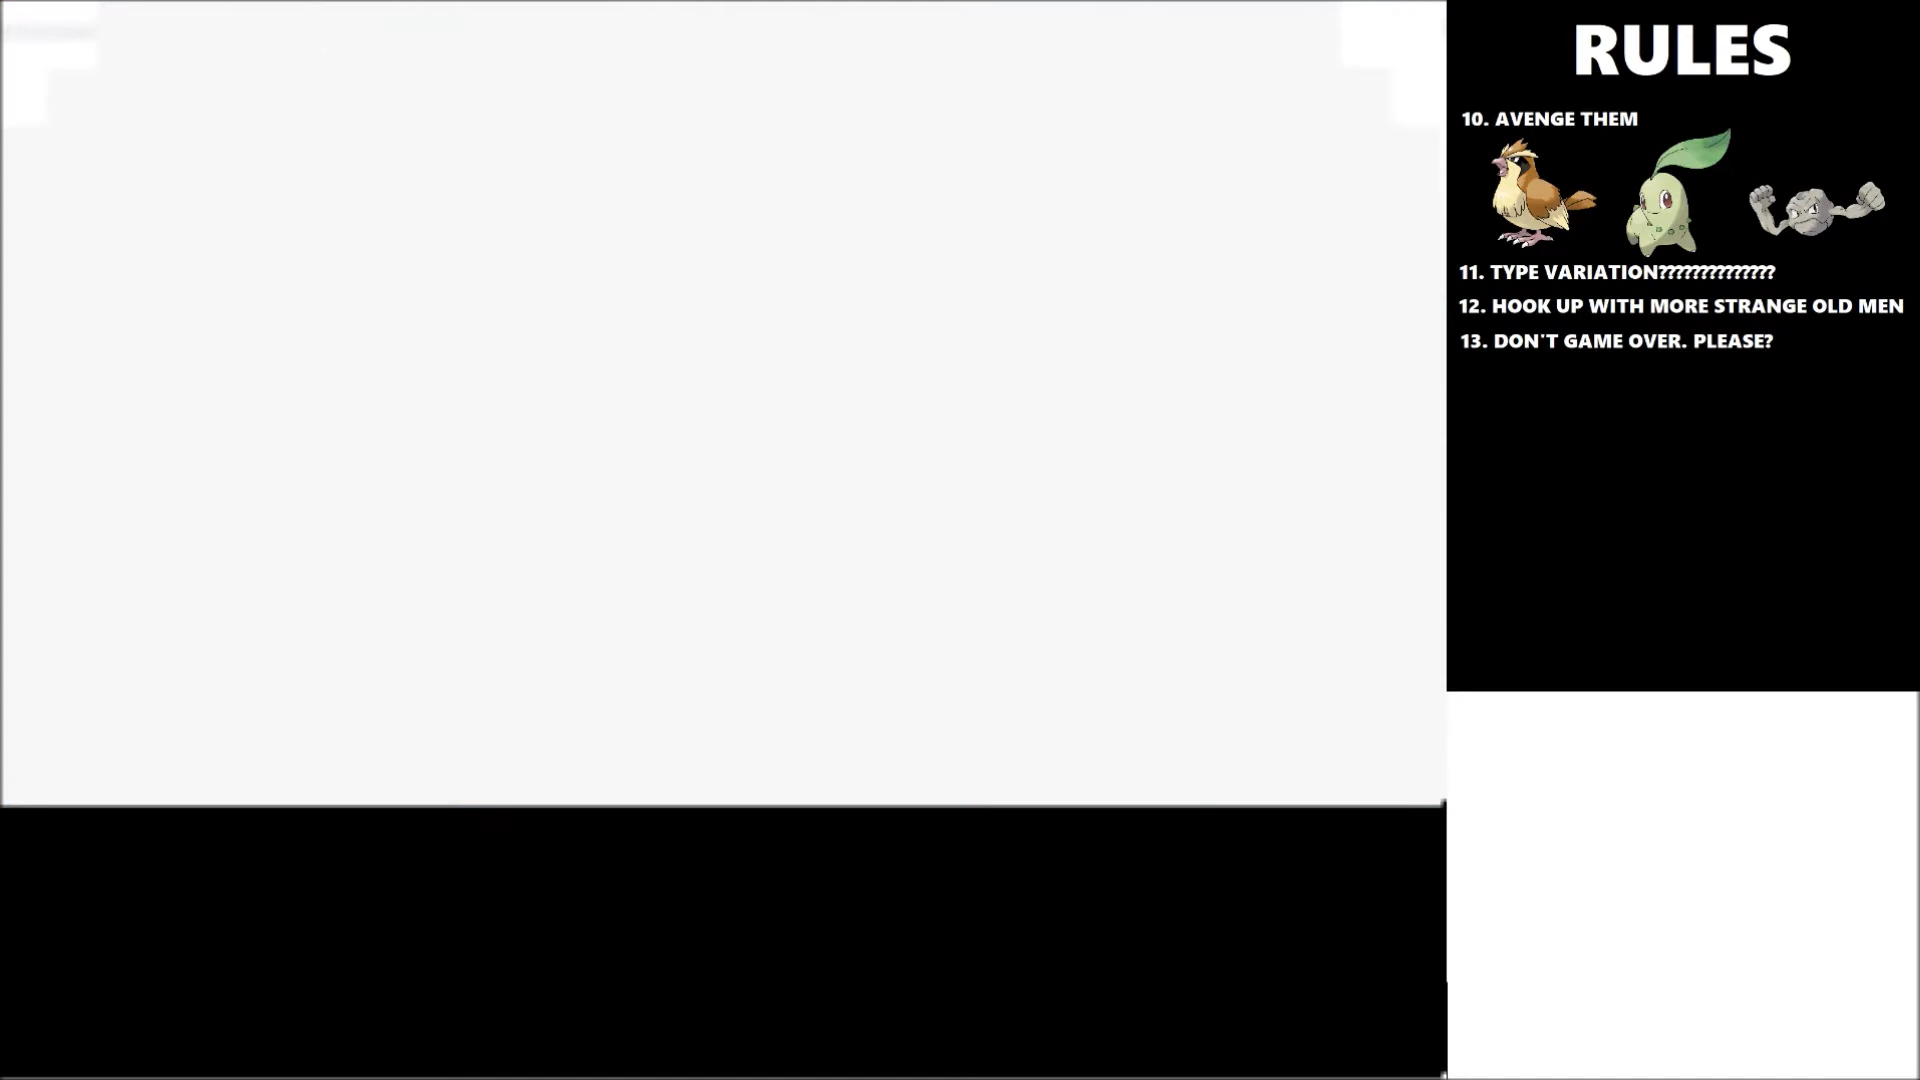 RULES
10. AVENGE THEM
11. TYPE VARIATION??????????????
12. HOOK UP WITH MORE STRANGE OLD MEN
13. DON'T GAME OVER. PLEASE?